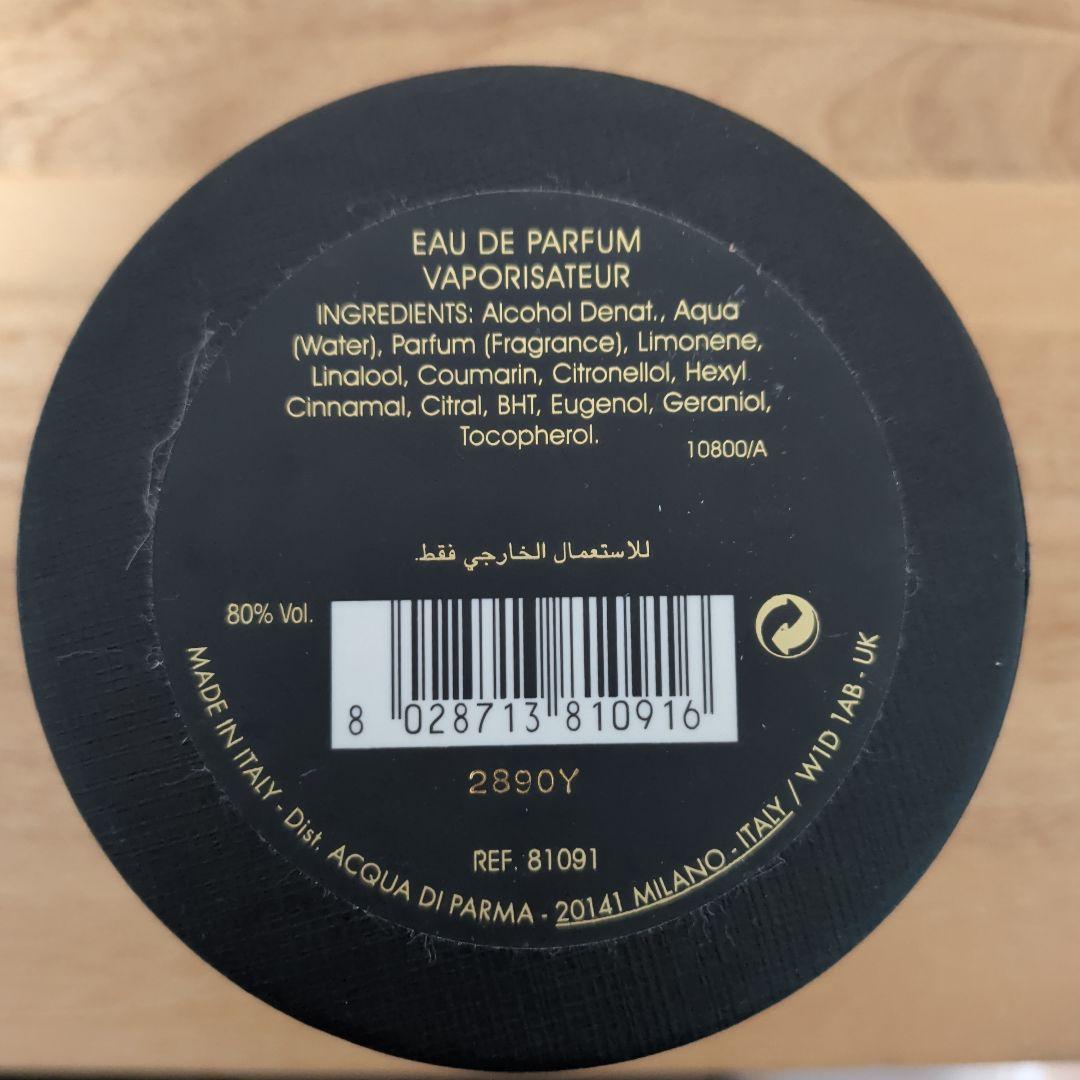 EAU DE PARFUM
VAPORISATEUR
INGREDIENTS: Alcohol Denat., Aqua
(Water), Parfum (Fragrance), Limonene,
Linalool, Coumarin, Citronellol, Hexyl
Cinnamal, Citral, BHT, Eugenol, Geraniol,
Tocopherol.
10800/A
للاستعمال الخارجي فقط.
80% Vol.
8 028713 810916
2890Y
REF. 81091
MADE IN ITALY - Dist. ACQUA DI PARMA - 20141 MILANO - ITALY / W1D 1AB - UK